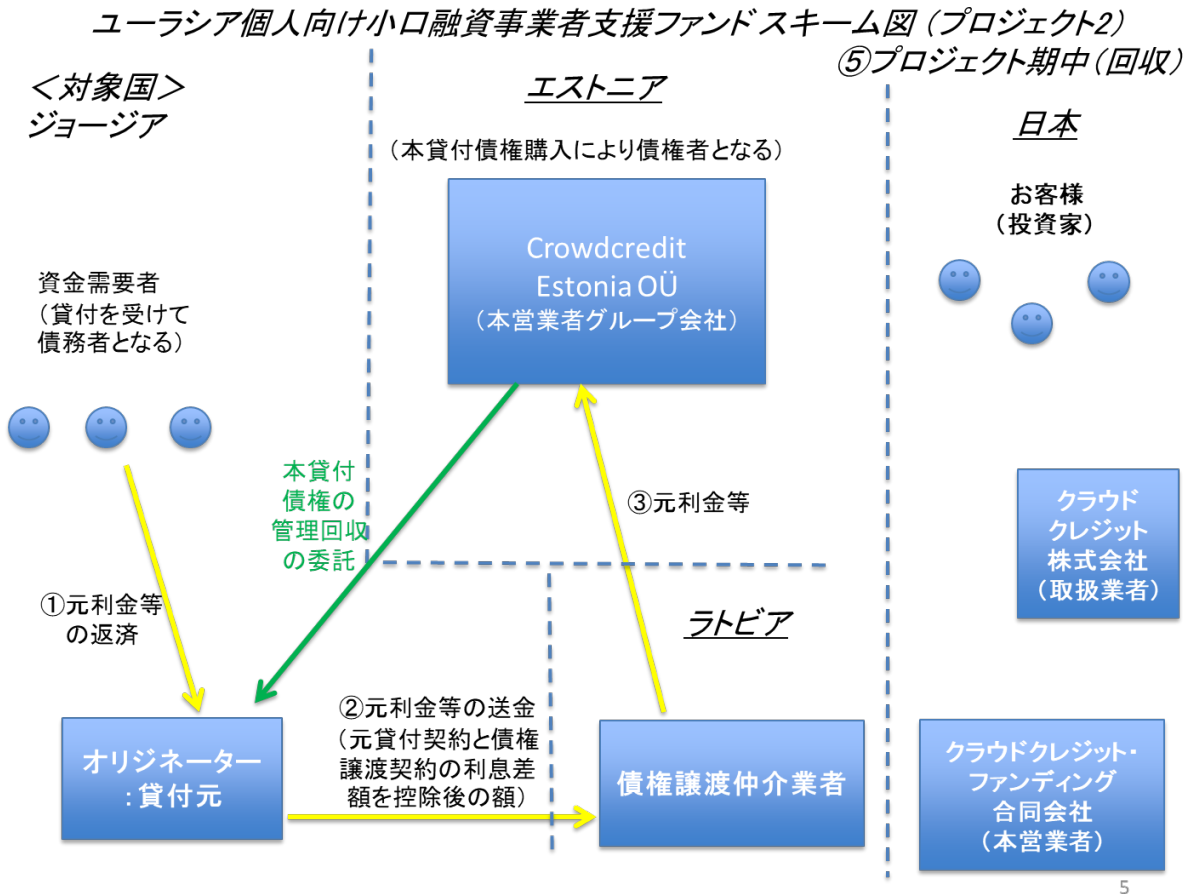 ユーラシア個人向け小口融資事業者支援ファンド スキーム図 (プロジェクト2)
⑤プロジェクト期中(回収)
＜対象国＞
ジョージア
エストニア
日本
(本貸付債権購入により債権者となる)
お客様
(投資家)
Crowdcredit
Estonia OÜ
(本営業者グループ会社)
資金需要者
(貸付を受けて
債務者となる)
本貸付
債権の
管理回収
の委託
③元利金等
クラウド
クレジット
株式会社
(取扱業者)
①元利金等
の返済
ラトビア
②元利金等の送金
(元貸付契約と債権
譲渡契約の利息差
額を控除後の額)
オリジネーター
:貸付元
債権譲渡仲介業者
クラウドクレジット・
ファンディング
合同会社
(本営業者)
5